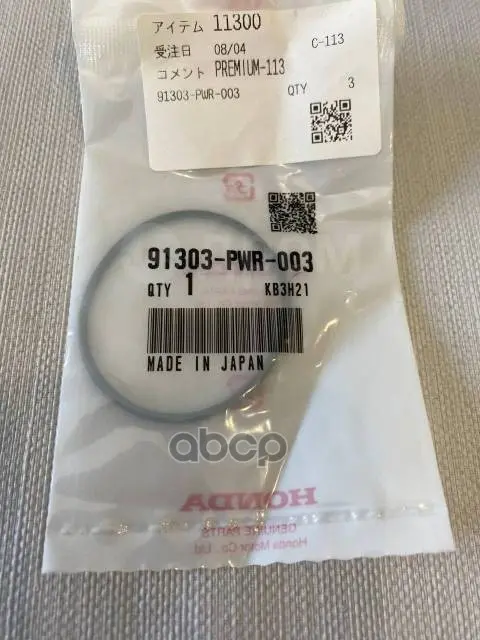 アイテム 11300
受注日 08/04 C-113
コメント PREMIUM-113
91303-PWR-003 QTY 3
91303-PWR-003
QTY 1 KB3H21
MADE IN JAPAN
abcp
HONDA
GENUINE PARTS
Honda Motor Co., Ltd